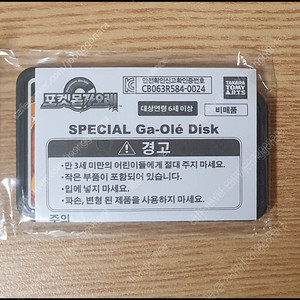 포켓몬가오레
안전확인신고확인증번호
CB063R584-0024
TAKARA TOMY
ARTS
대상연령 6세 이상
비매품
SPECIAL Ga-Olé Disk
경고
• 만 3세 미만의 어린이들에게 절대 주지 마세요.
• 작은 부품이 포함되어 있습니다.
• 입에 넣지 마세요.
• 파손, 변형 된 제품을 사용하지 마세요.
주의